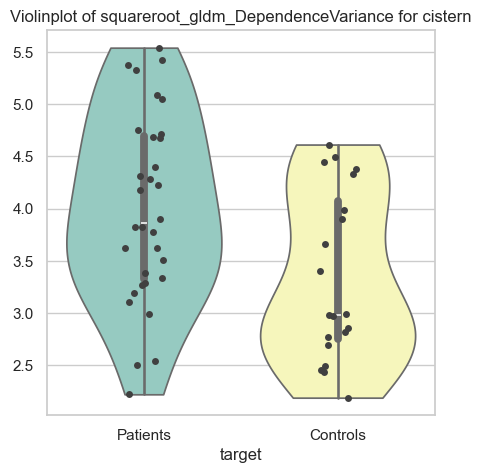 Violinplot of squareroot_gldm_DependenceVariance for cistern
5.5
5.0
4.5
4.0
3.5
3.0
2.5
Patients
Controls
target